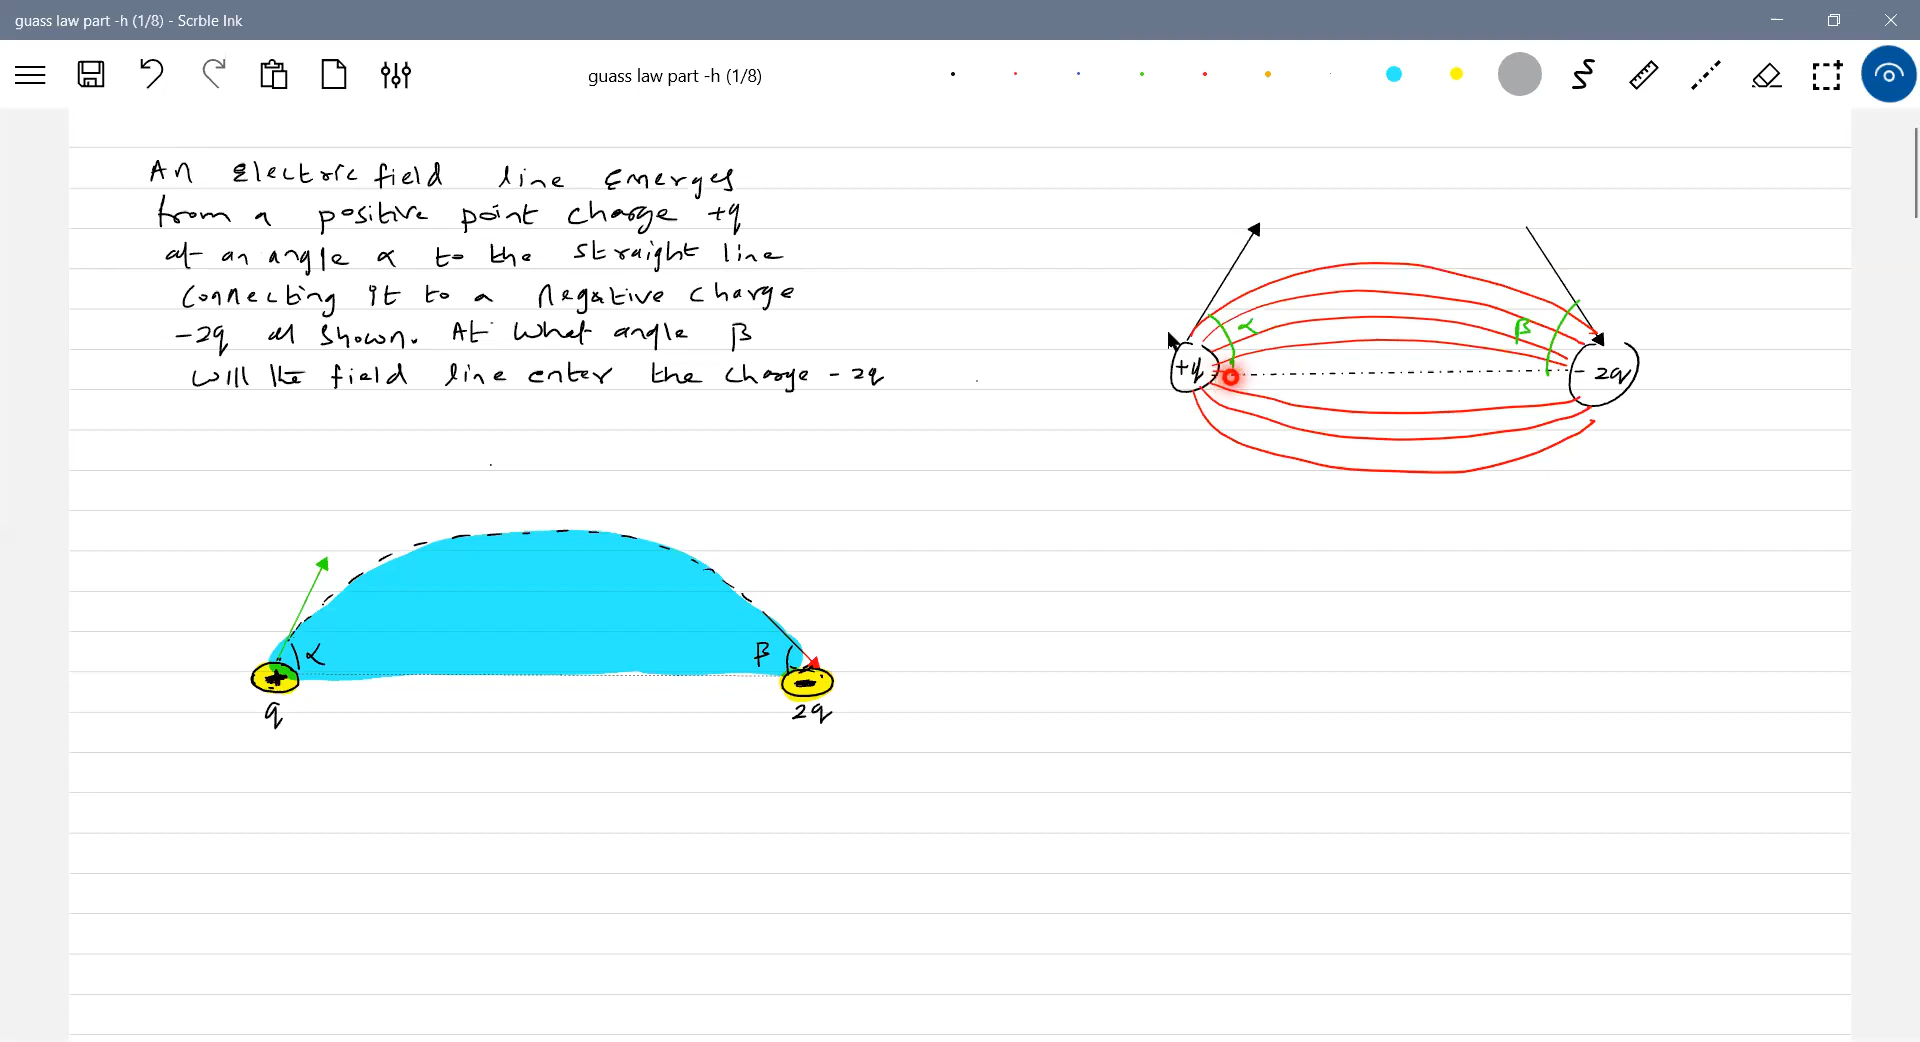 guass law part -h (1/8) - Scrble Ink
guass law part -h (1/8)
An Electric field line Emerges
from a positive point charge +q
at an angle α to the straight line
connecting it to a negative charge
-2q as shown. At what angle β
will the field line enter the charge -2q
α
β
+q
-2q
α
β
+
-
q
2q